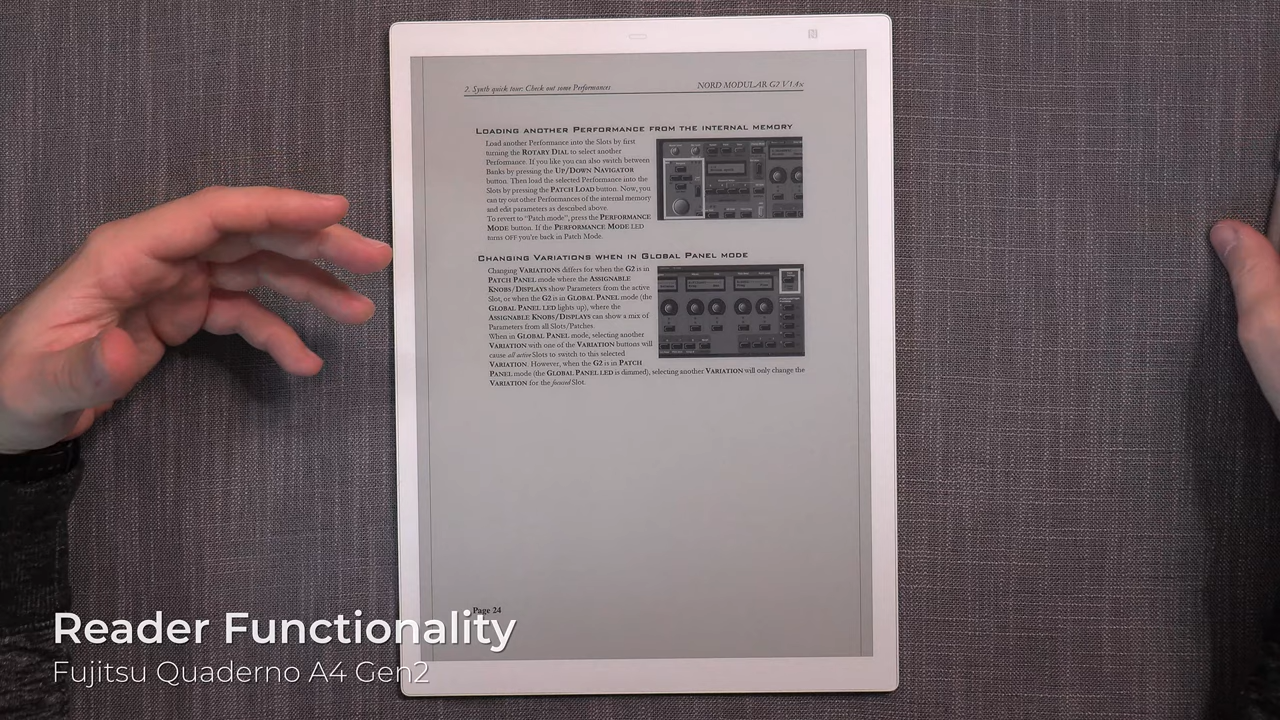 2. Synth quick tour: Check out some Performances
NORD MODULAR G2 V1.4x
LOADING ANOTHER PERFORMANCE FROM THE INTERNAL MEMORY
Load another Performance into the Slots by first
turning the ROTARY DIAL to select another
Performance. If you like you can also switch between
Banks by pressing the UP/DOWN NAVIGATOR
button. Then load the selected Performance into the
Slots by pressing the PATCH LOAD button. Now, you
can try out other Performances of the internal memory
and edit parameters as described above.
To revert to "Patch mode", press the PERFORMANCE
MODE button. If the PERFORMANCE MODE LED
turns OFF you're back in Patch Mode.
CHANGING VARIATIONS WHEN IN GLOBAL PANEL MODE
Changing VARIATIONS differs for when the G2 is in
PATCH PANEL mode where the ASSIGNABLE
KNOBS/DISPLAYS show Parameters from the active
Slot, or when the G2 is in GLOBAL PANEL mode (the
GLOBAL PANEL LED lights up), where the
ASSIGNABLE KNOBS/DISPLAYS can show a mix of
Parameters from all Slots/Patches.
When in GLOBAL PANEL mode, selecting another
VARIATION with one of the VARIATION buttons will
cause all active Slots to switch to this selected
VARIATION. However, when the G2 is in PATCH
PANEL mode (the GLOBAL PANEL LED is dimmed), selecting another VARIATION will only change the
VARIATION for the focused Slot.
Page 24
Reader Functionality
Fujitsu Quaderno A4 Gen2